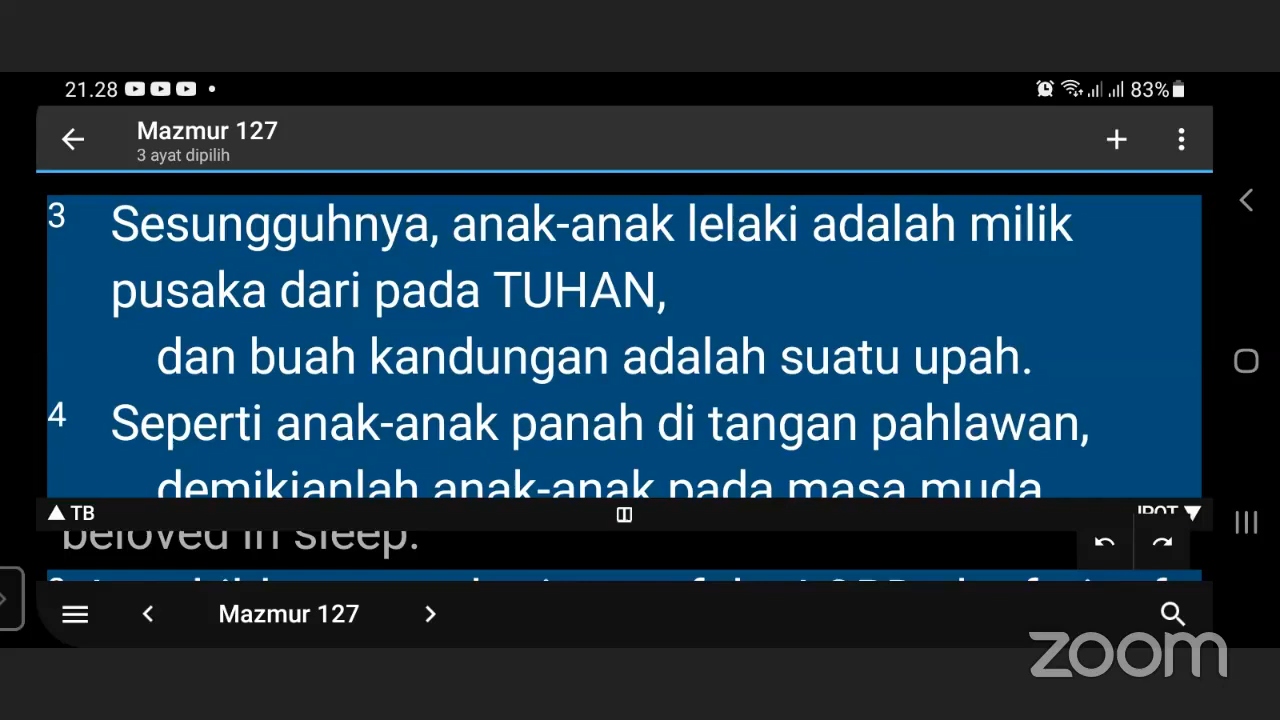 21.28 83%
Mazmur 127
3 ayat dipilih
3 Sesungguhnya, anak-anak lelaki adalah milik
pusaka dari pada TUHAN,
dan buah kandungan adalah suatu upah.
4 Seperti anak-anak panah di tangan pahlawan,
demikianlah anak-anak pada masa muda
TB
beloved in sleep.
Mazmur 127
zoom